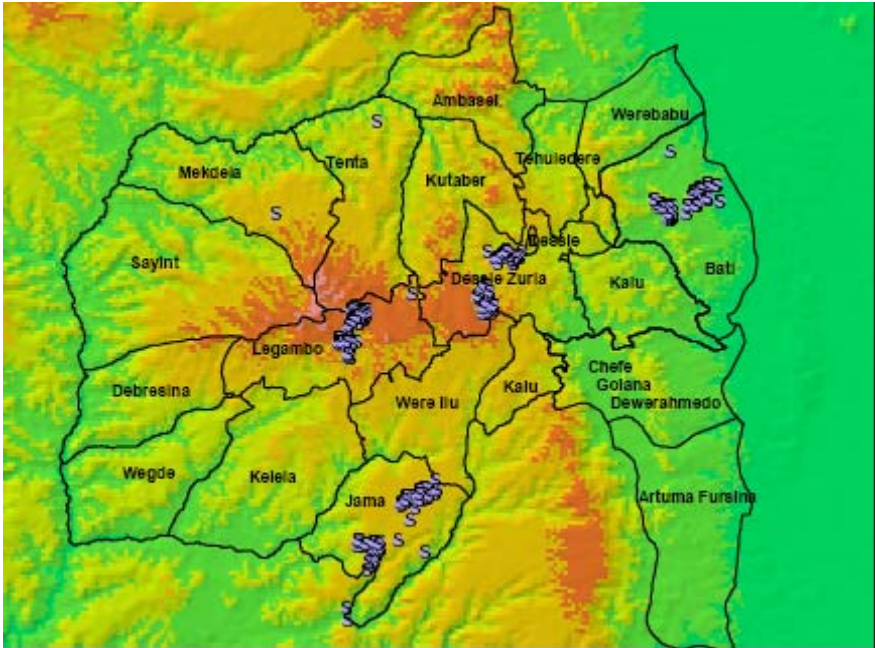 Ambasel
Werebabu
S
Tehuledere
S
Mekdela
Tenta
Kutaber
S
Dessie
S
Sayint
Bati
Dessie Zuria
Kalu
S
Legambo
Chefe
Golana
Dewerahmedo
Debresina
Kalu
Were Ilu
Wegde
Kelela
Jama
Artuma Fursina
S
S
S
S
S